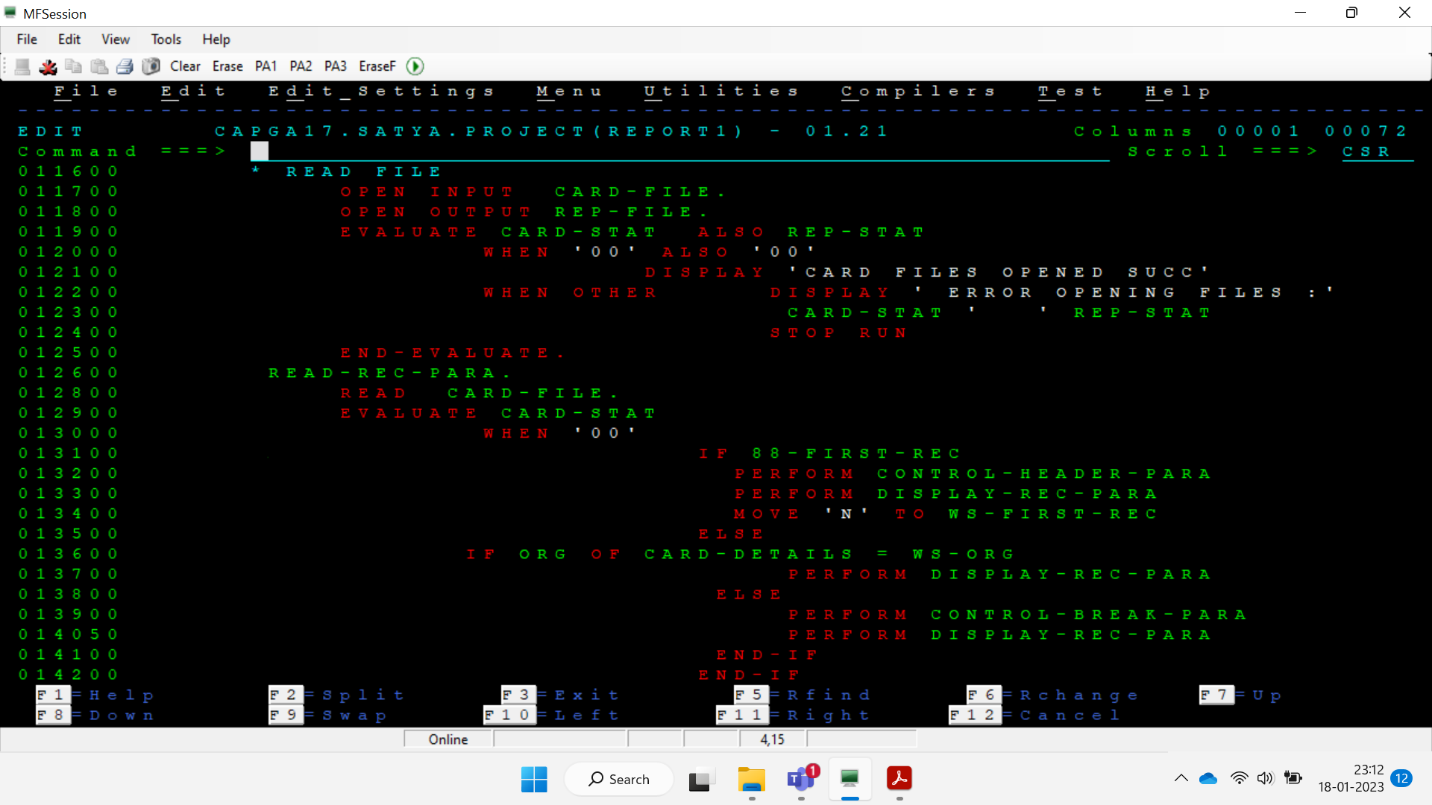 MFSession
File Edit View Tools Help
Clear Erase PA1 PA2 PA3 EraseF
File Edit Edit_Settings Menu Utilities Compilers Test Help
EDIT CAPGA17.SATYA.PROJECT(REPORT1) - 01.21 Columns 00001 00072
Command ===> Scroll ===> CSR
011600 * READ FILE
011700 OPEN INPUT CARD-FILE.
011800 OPEN OUTPUT REP-FILE.
011900 EVALUATE CARD-STAT ALSO REP-STAT
012000 WHEN '00' ALSO '00'
012100 DISPLAY 'CARD FILES OPENED SUCC'
012200 WHEN OTHER DISPLAY ' ERROR OPENING FILES :'
012300 CARD-STAT ' ' REP-STAT
012400 STOP RUN
012500 END-EVALUATE.
012600 READ-REC-PARA.
012800 READ CARD-FILE.
012900 EVALUATE CARD-STAT
013000 WHEN '00'
013100 IF 88-FIRST-REC
013200 PERFORM CONTROL-HEADER-PARA
013300 PERFORM DISPLAY-REC-PARA
013400 MOVE 'N' TO WS-FIRST-REC
013500 ELSE
013600 IF ORG OF CARD-DETAILS = WS-ORG
013700 PERFORM DISPLAY-REC-PARA
013800 ELSE
013900 PERFORM CONTROL-BREAK-PARA
014050 PERFORM DISPLAY-REC-PARA
014100 END-IF
014200 END-IF
F1=Help F2=Split F3=Exit F5=Rfind F6=Rchange F7=Up
F8=Down F9=Swap F10=Left F11=Right F12=Cancel
Online 4,15
Search 1 23:12 12
18-01-2023